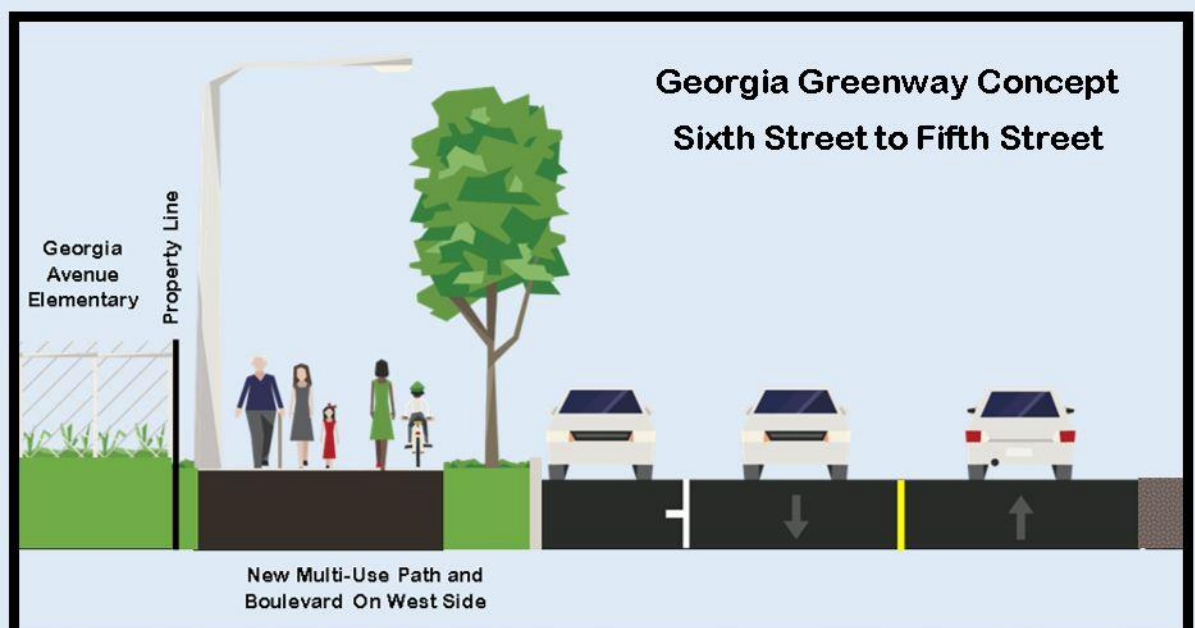 Georgia Greenway Concept
Sixth Street to Fifth Street
Georgia
Avenue
Elementary
Property Line
New Multi-Use Path and
Boulevard On West Side